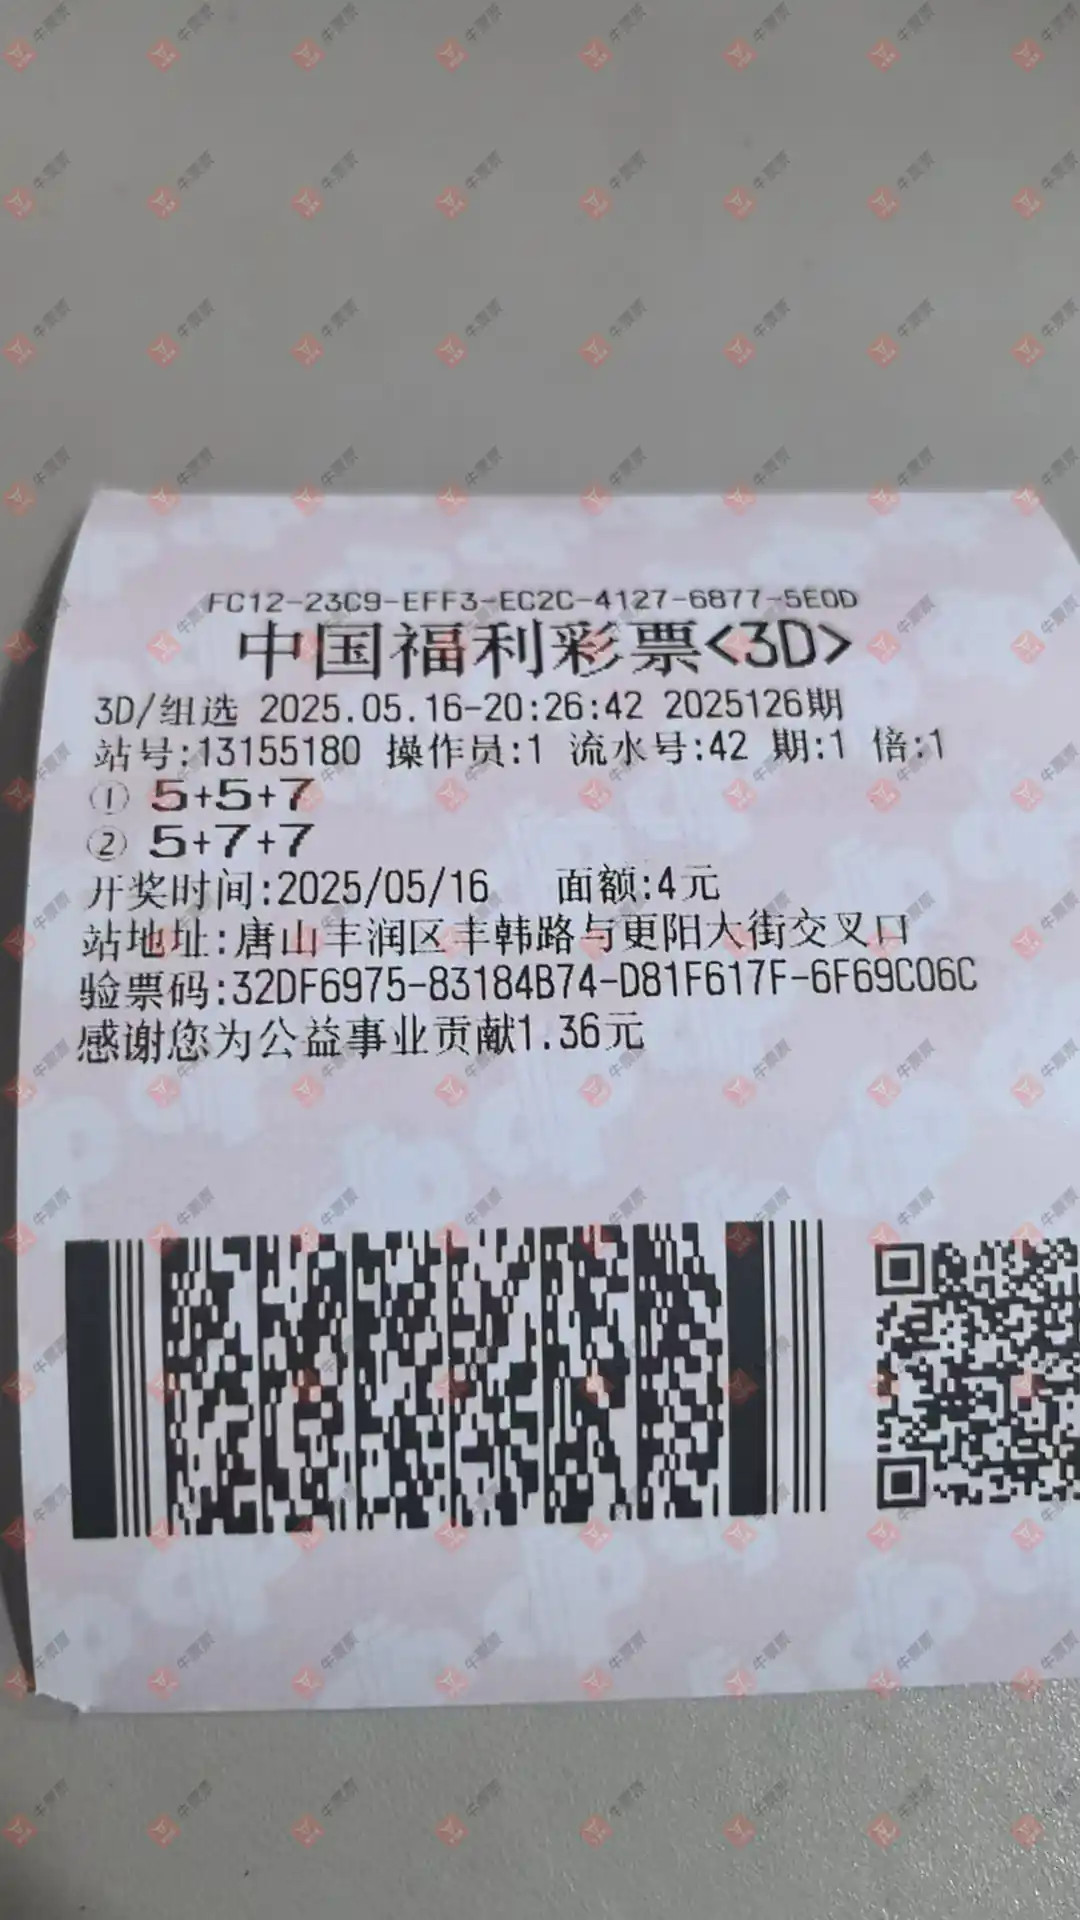 FC12-23C9-EFF3-EC2C-4127-6877-5E0D
中国福利彩票<3D>
3D/组选 2025.05.16-20:26:42 2025126期
站号:13155180 操作员:1 流水号:42 期:1 倍:1
① 5+5+7
② 5+7+7
开奖时间:2025/05/16 面额:4元
站地址:唐山丰润区丰韩路与更阳大街交叉口
验票码:32DF6975-83184B74-D81F617F-6F69C06C
感谢您为公益事业贡献1.36元
牛票票